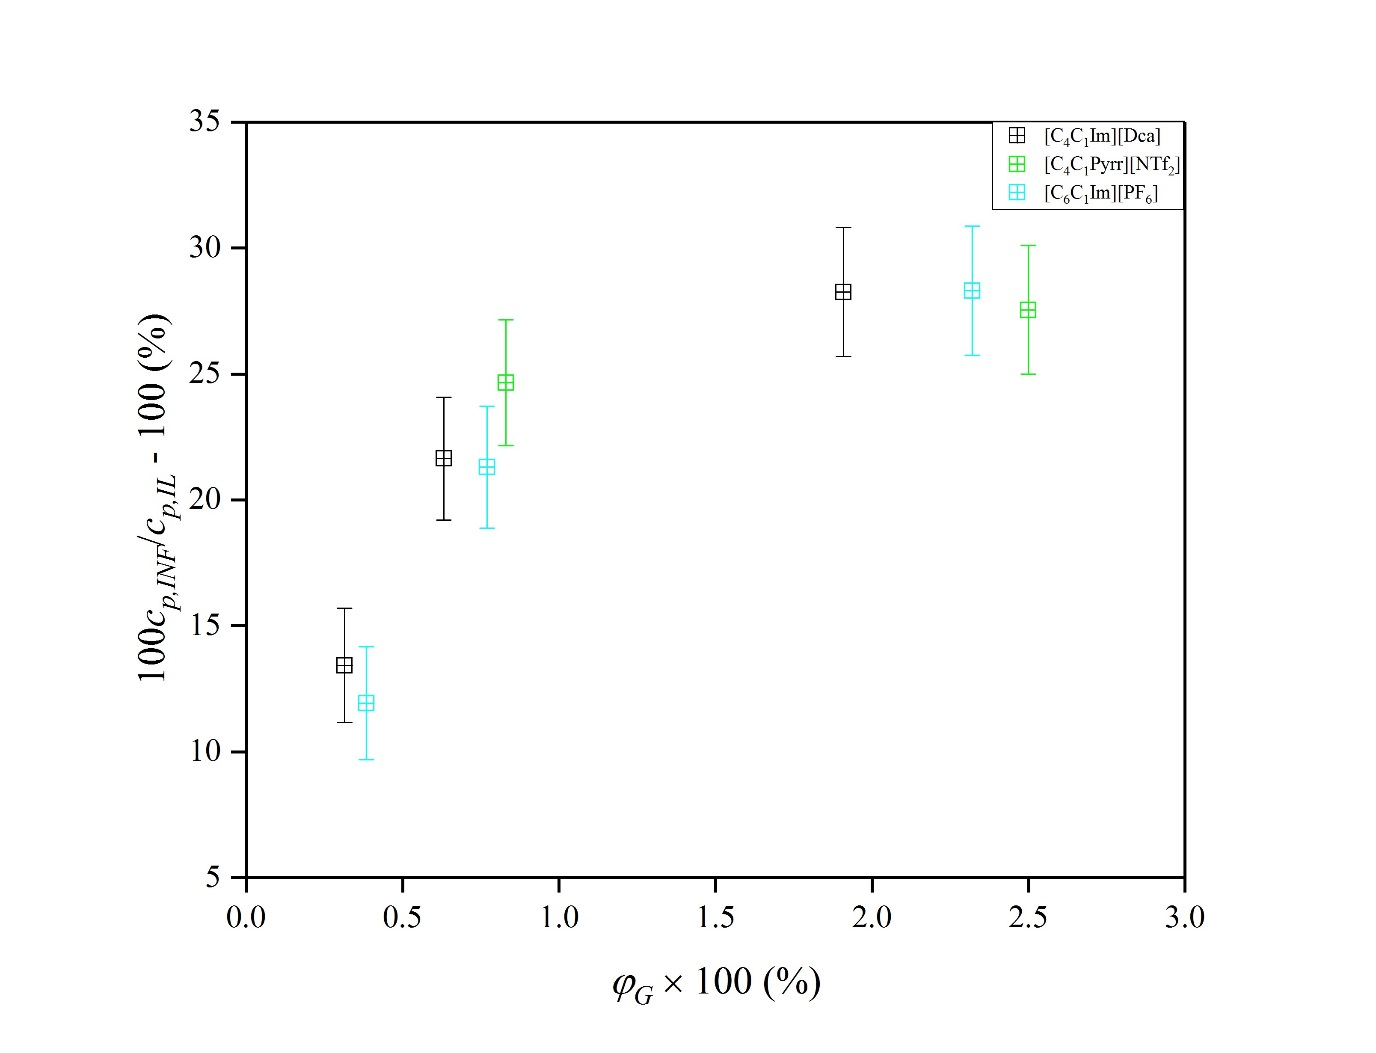 35
30
25
20
15
10
5
0.0 0.5 1.0 1.5 2.0 2.5 3.0
100c_{p,INF}/c_{p,IL} - 100 (%)
φ_G × 100 (%)
[C₄C₁Im][Dca]
[C₄C₁Pyrr][NTf₂]
[C₆C₁Im][PF₆]